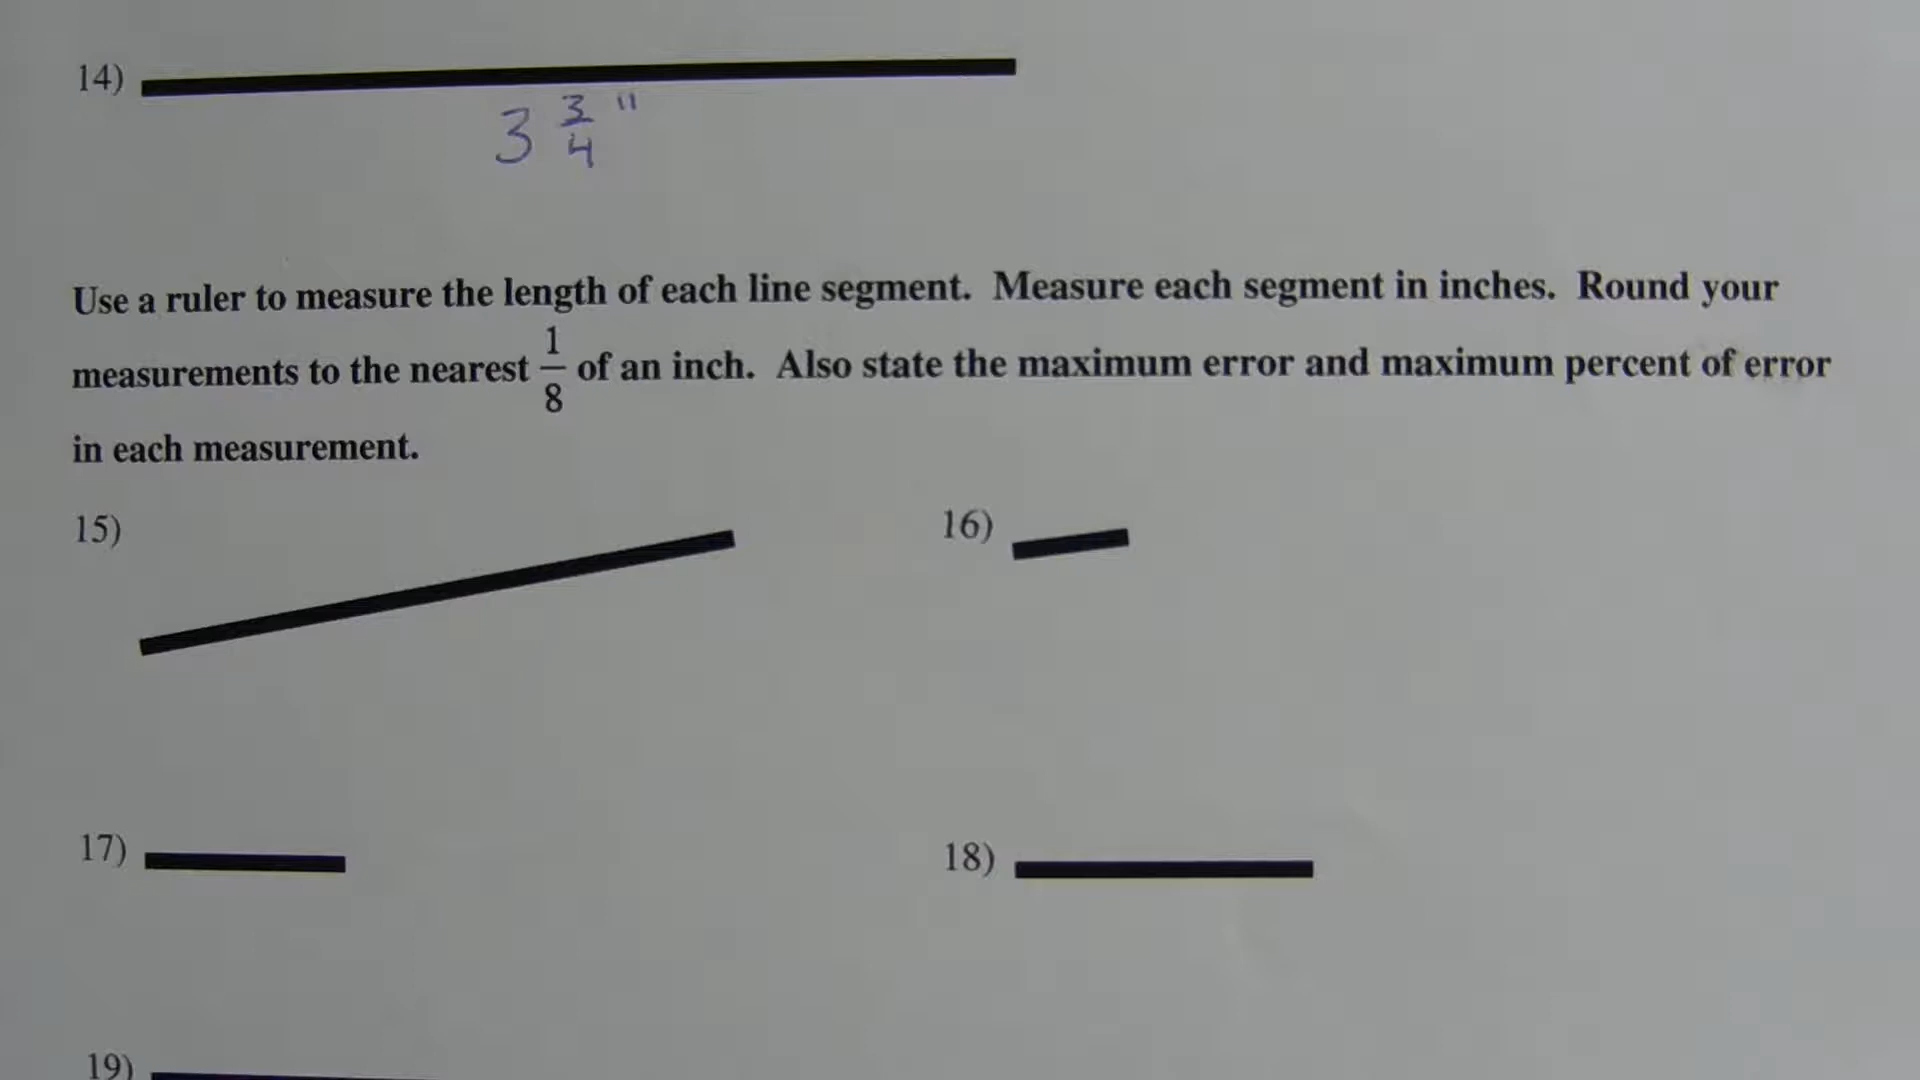 14)
3 3/4 "
Use a ruler to measure the length of each line segment. Measure each segment in inches. Round your
measurements to the nearest 1/8 of an inch. Also state the maximum error and maximum percent of error
in each measurement.
15) 16)
17) 18)
19)